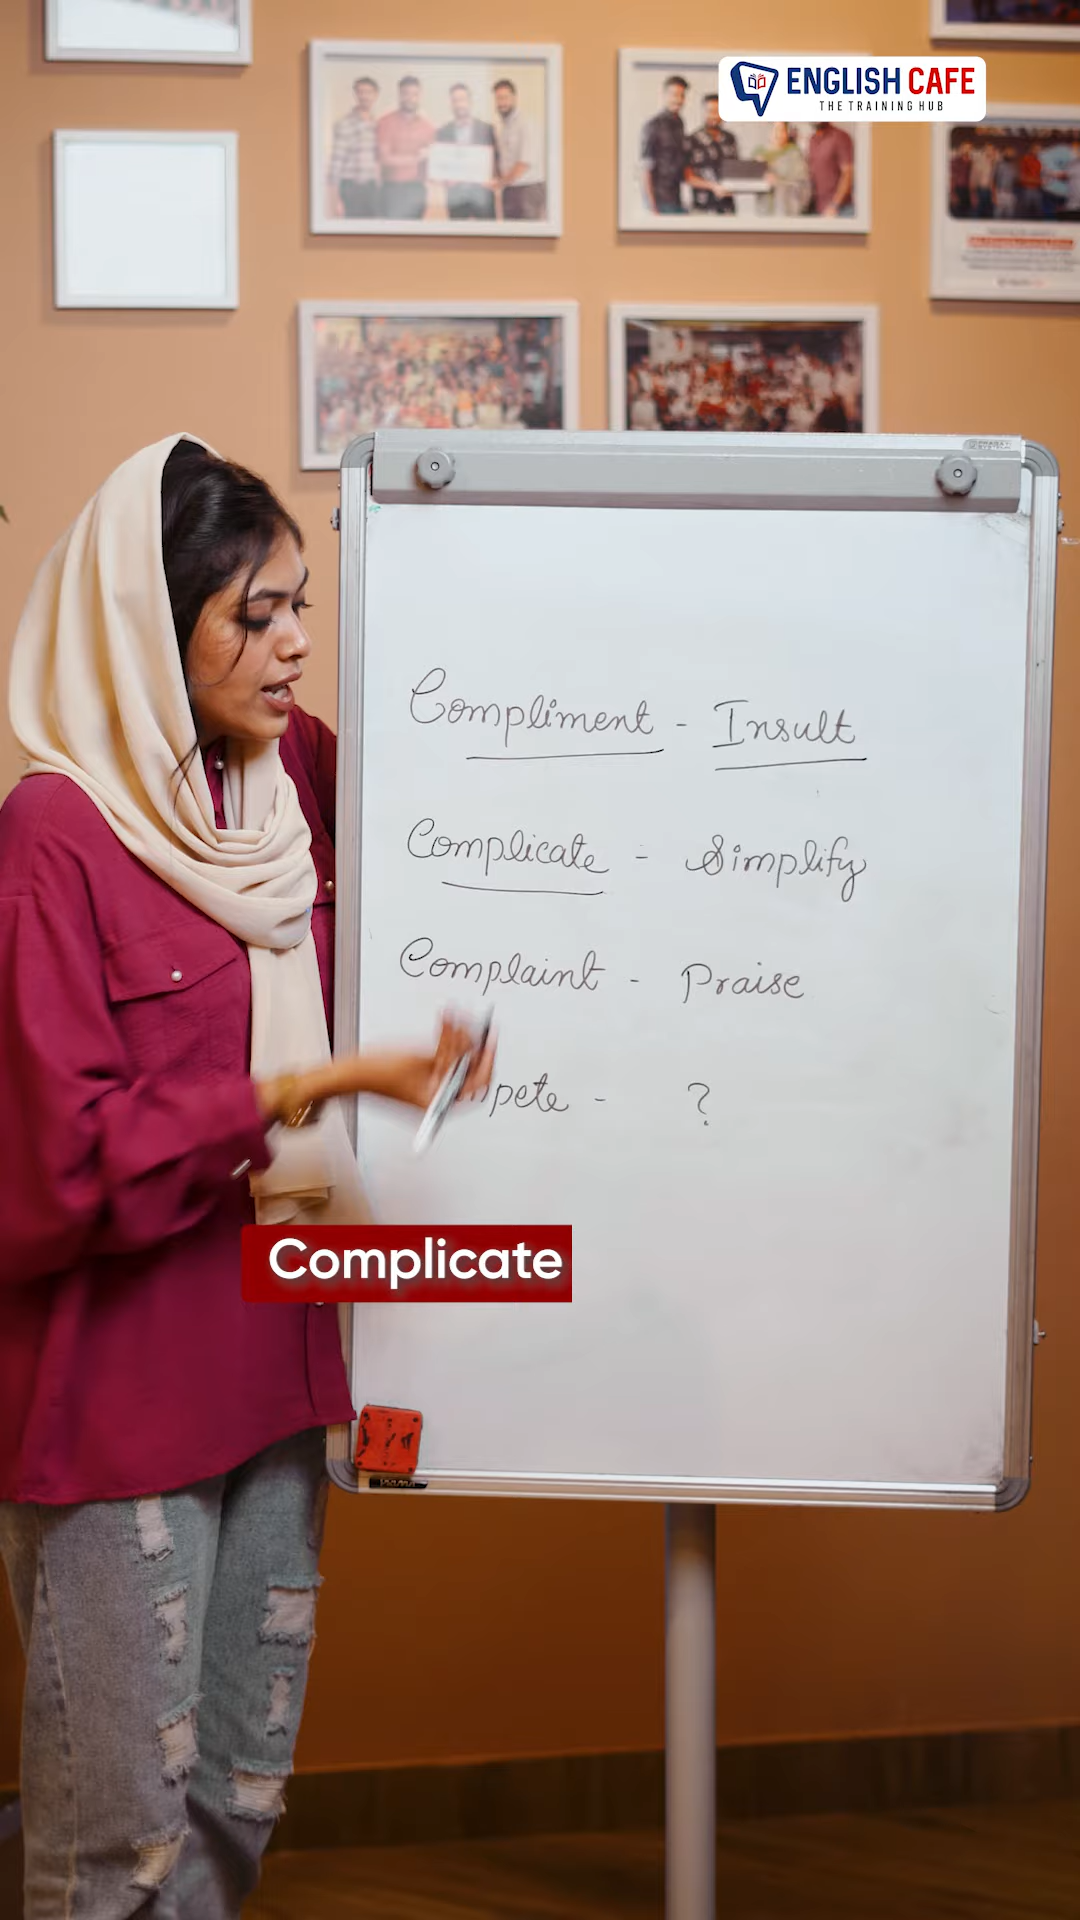 ENGLISH CAFE
THE TRAINING HUB
Compliment - Insult
Complicate - Simplify
Complaint - Praise
pete - ?
Complicate